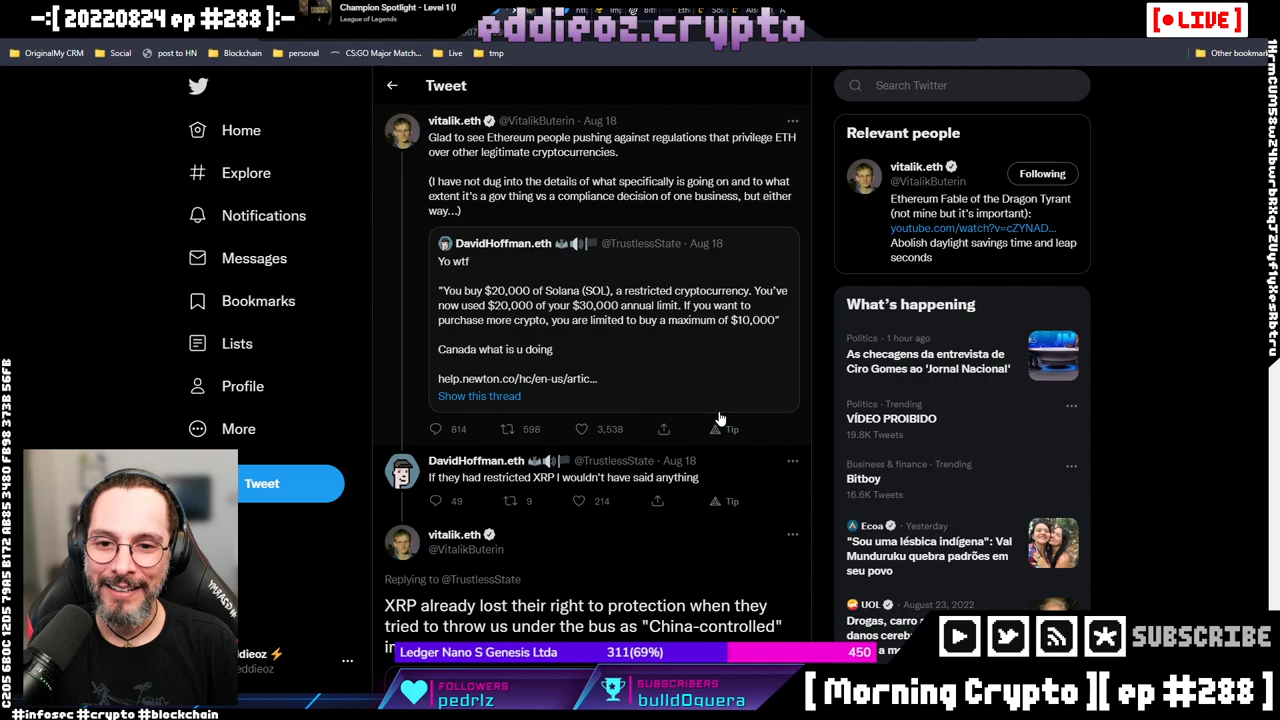 -:[ 20220824 ep #288]:-
Champion Spotlight - Level 1 (
League of Legends
eddieoz.crypto
[● LIVE]
OriginalMy CRM
Social
Blockchain
post to HN
personal
CS:GO Major Match...
Live
tmp
Other bookmar
Home
Explore
Notifications
Messages
Bookmarks
Lists
Profile
More
Tweet
Tweet
vitalik.eth @VitalikButerin · Aug 18
Glad to see Ethereum people pushing against regulations that privilege ETH
over other legitimate cryptocurrencies.
(I have not dug into the details of what specifically is going on and to what
extent it's a gov thing vs a compliance decision of one business, but either
way...)
DavidHoffman.eth 🦇🔊🏴 @TrustlessState · Aug 18
Yo wtf
"You buy $20,000 of Solana (SOL), a restricted cryptocurrency. You've
now used $20,000 of your $30,000 annual limit. If you want to
purchase more crypto, you are limited to buy a maximum of $10,000"
Canada what is u doing
help.newton.co/hc/en-us/artic...
Show this thread
814
598
3,538
Tip
DavidHoffman.eth 🦇🔊🏴 @TrustlessState · Aug 18
If they had restricted XRP I wouldn't have said anything
49
9
214
Tip
vitalik.eth
@VitalikButerin
Replying to @TrustlessState
XRP already lost their right to protection when they
tried to throw us under the bus as "China-controlled"
Search Twitter
Relevant people
vitalik.eth
@VitalikButerin
Following
Ethereum Fable of the Dragon Tyrant
(not mine but it's important):
youtube.com/watch?v=cZYNAD...
Abolish daylight savings time and leap
seconds
What's happening
Politics · 1 hour ago
As checagens da entrevista de
Ciro Gomes ao 'Jornal Nacional'
Politics · Trending
VÍDEO PROIBIDO
19.8K Tweets
Business & finance · Trending
Bitboy
16.6K Tweets
Ecoa · Yesterday
"Sou uma lésbica indígena": Val
Munduruku quebra padrões em
seu povo
UOL · August 23, 2022
Drogas, carro
danos cereb
ddieoz ⚡
eddieoz
Ledger Nano S Genesis Ltda
311(69%)
450
FOLLOWERS
pedrlz
SUBSCRIBERS
bulldOquera
SUBSCRIBE
[ Morning Crypto ][ ep #288 ]
#infosec #crypto #blockchain